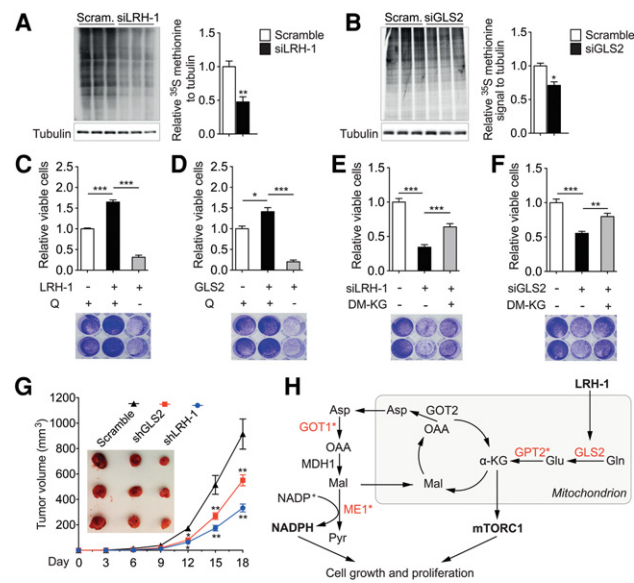 A
Scram. siLRH-1
Tubulin
Relative ³⁵S methionine
to tubulin
1.5
1.0
0.5
0.0
**
Scramble
siLRH-1
B
Scram. siGLS2
Tubulin
Relative ³⁵S methionine
signal to tubulin
1.5
1.0
0.5
0.0
*
Scramble
siGLS2
C
Relative viable cells
2.0
1.5
1.0
0.5
0.0
*** ***
LRH-1 - + +
Q + + -
D
Relative viable cells
2.0
1.5
1.0
0.5
0.0
* ***
GLS2 - + +
Q + + -
E
Relative viable cells
1.5
1.0
0.5
0.0
*** ***
siLRH-1 - + +
DM-KG - - +
F
Relative viable cells
1.5
1.0
0.5
0
*** **
siGLS2 - + +
DM-KG - - +
G
Tumor volume (mm³)
1200
1000
800
600
400
200
0
Scramble
shGLS2
shLRH-1
** ** ** ** * *
Day 0 3 6 9 12 15 18
H
LRH-1
Asp Asp GOT2
GOT1* OAA
OAA α-KG GPT2* Glu GLS2 Gln
MDH1
Mal Mal
Mitochondrion
NADP⁺
ME1*
NADPH mTORC1
Pyr
Cell growth and proliferation